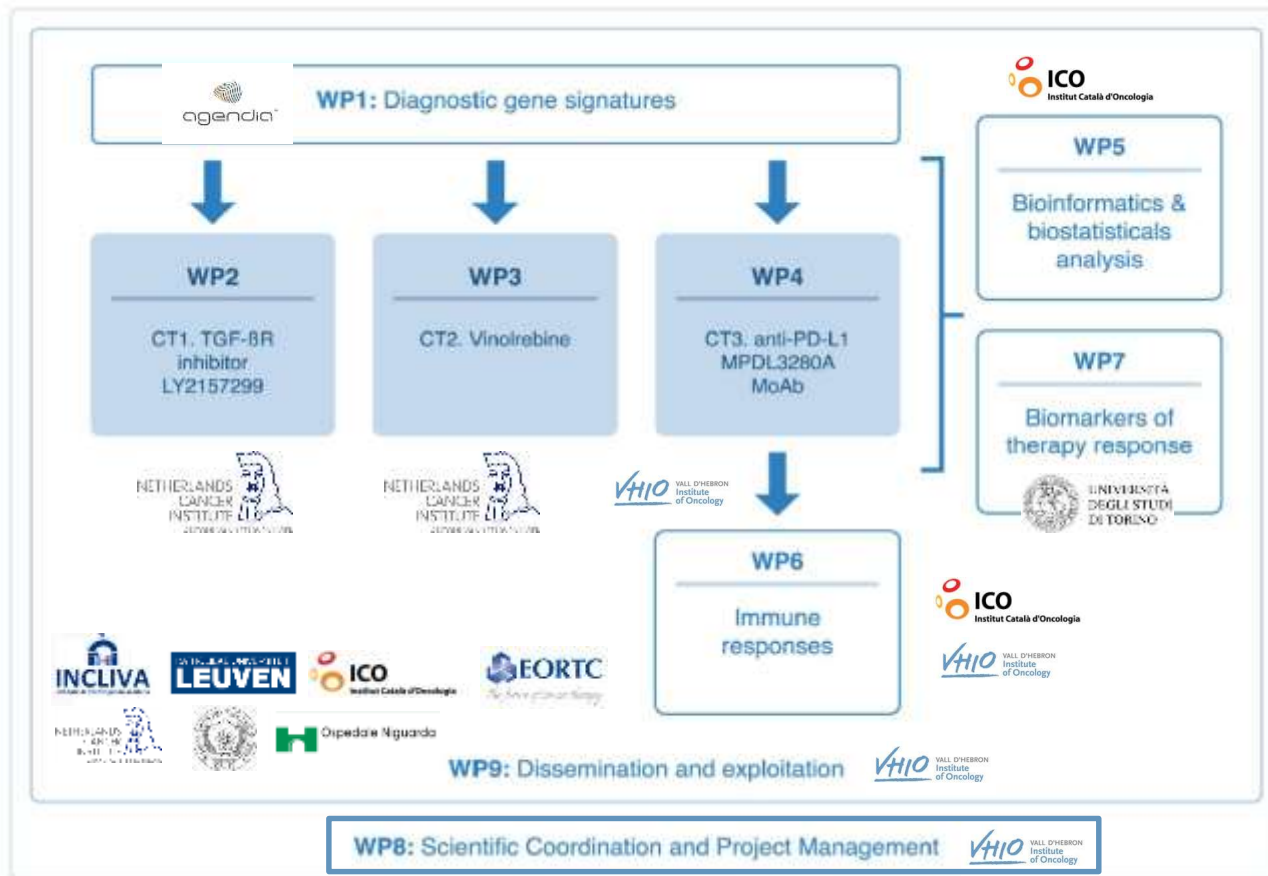 agendia
WP1: Diagnostic gene signatures
ICO
Institut Català d'Oncologia
WP5
Bioinformatics &
biostatisticals
analysis
WP2
CT1. TGF-ßR
inhibitor
LY2157299
WP3
CT2. Vinolrebine
WP4
CT3. anti-PD-L1
MPDL3280A
MoAb
WP7
Biomarkers of
therapy response
UNIVERSITÀ
DEGLI STUDI
DI TORINO
NETHERLANDS
CANCER
INSTITUTE
NETHERLANDS
CANCER
INSTITUTE
VHIO
VALL D'HEBRON
Institute
of Oncology
WP6
Immune
responses
ICO
Institut Català d'Oncologia
VHIO
VALL D'HEBRON
Institute
of Oncology
INCLIVA
LEUVEN
ICO
Institut Català d'Oncologia
EORTC
NETHERLANDS
CANCER
INSTITUTE
Ospedale Niguarda
WP9: Dissemination and exploitation
VHIO
VALL D'HEBRON
Institute
of Oncology
WP8: Scientific Coordination and Project Management
VHIO
VALL D'HEBRON
Institute
of Oncology